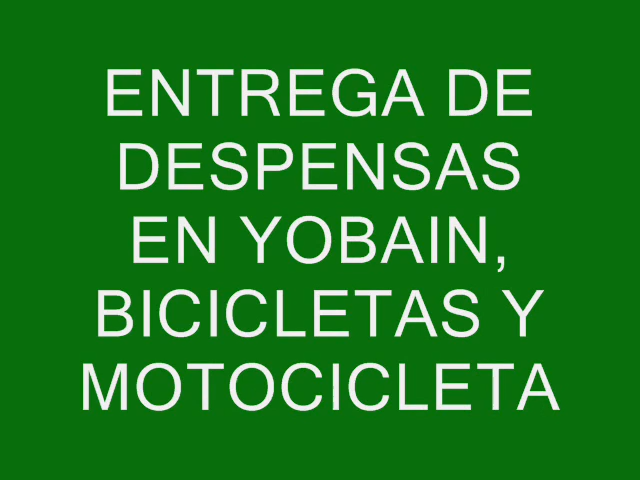 ENTREGA DE
DESPENSAS
EN YOBAIN,
BICICLETAS Y
MOTOCICLETA